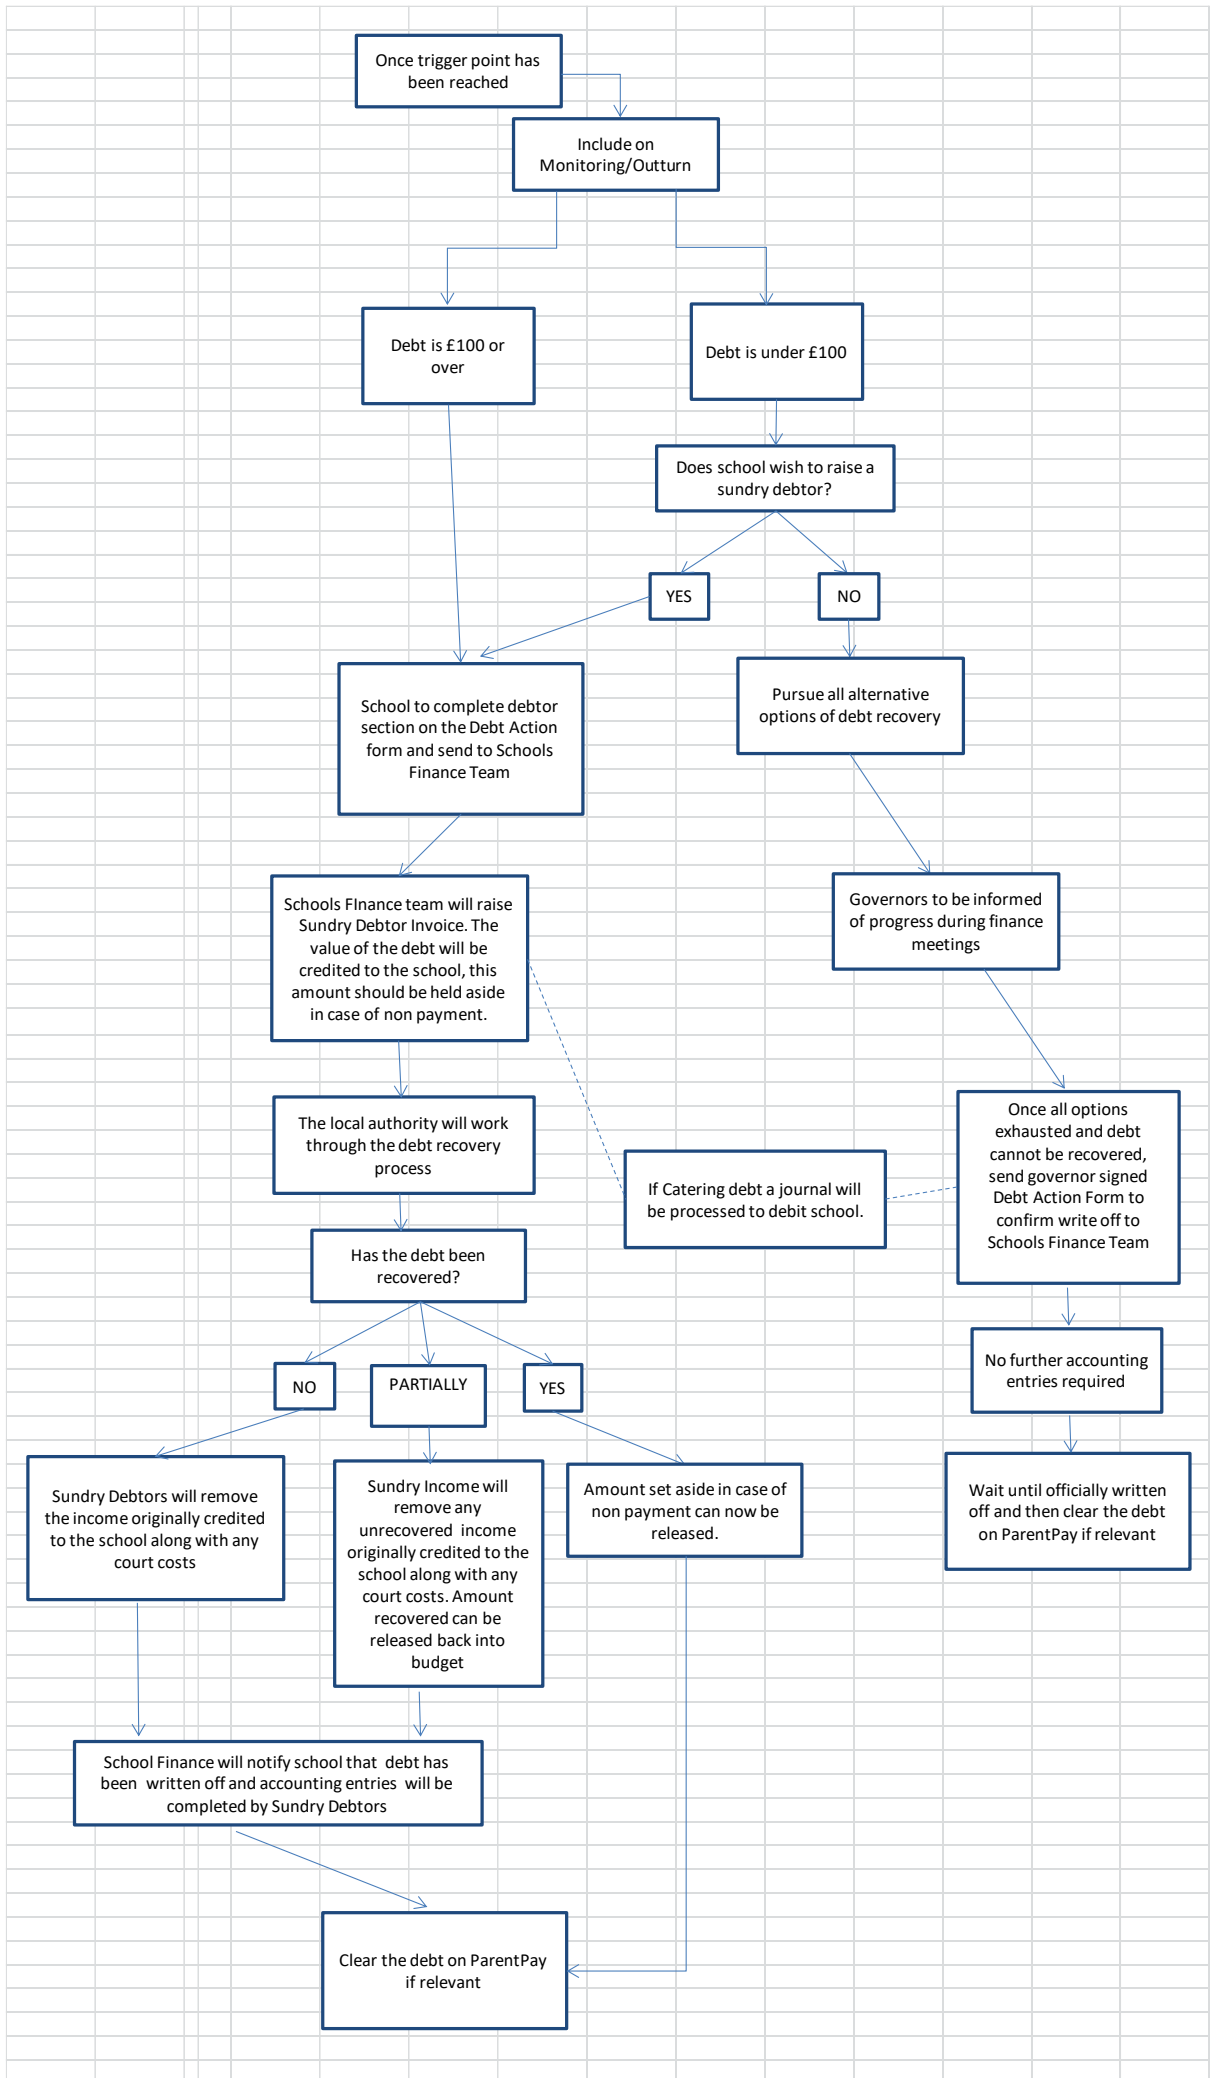 Once trigger point has
been reached
Include on
Monitoring/Outturn
Debt is £100 or
over
Debt is under £100
Does school wish to raise a
sundry debtor?
YES
NO
School to complete debtor
section on the Debt Action
form and send to Schools
Finance Team
Pursue all alternative
options of debt recovery
Schools FInance team will raise
Sundry Debtor Invoice. The
value of the debt will be
credited to the school, this
amount should be held aside
in case of non payment.
Governors to be informed
of progress during finance
meetings
The local authority will work
through the debt recovery
process
If Catering debt a journal will
be processed to debit school.
Once all options
exhausted and debt
cannot be recovered,
send governor signed
Debt Action Form to
confirm write off to
Schools Finance Team
Has the debt been
recovered?
NO
PARTIALLY
YES
No further accounting
entries required
Sundry Debtors will remove
the income originally credited
to the school along with any
court costs
Sundry Income will
remove any
unrecovered income
originally credited to the
school along with any
court costs. Amount
recovered can be
released back into
budget
Amount set aside in case of
non payment can now be
released.
Wait until officially written
off and then clear the debt
on ParentPay if relevant
School Finance will notify school that debt has
been written off and accounting entries will be
completed by Sundry Debtors
Clear the debt on ParentPay
if relevant